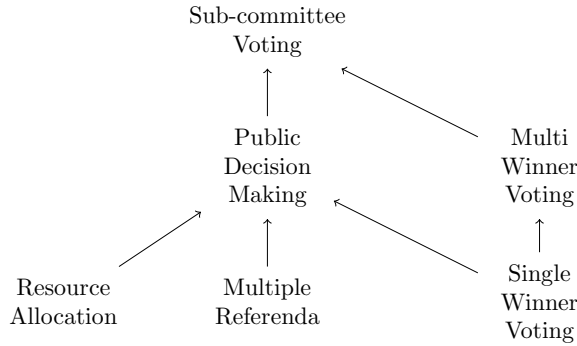 Sub-committee
Voting
Public
Decision
Making
Multi
Winner
Voting
Resource
Allocation
Multiple
Referenda
Single
Winner
Voting